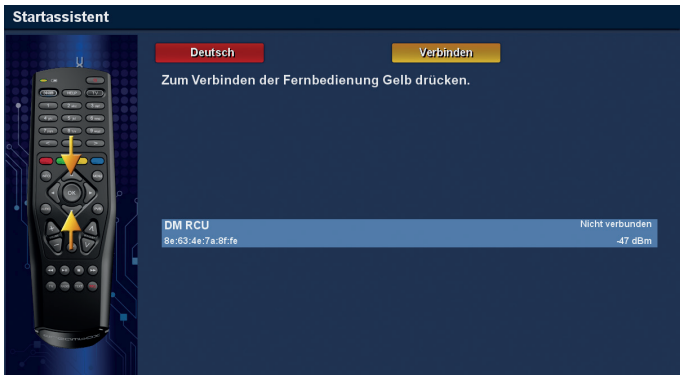 Startassistent
Deutsch Verbinden
Zum Verbinden der Fernbedienung Gelb drücken.
OK
DM RCU Nicht verbunden
8e:63:4e:7a:8f:fe -47 dBm